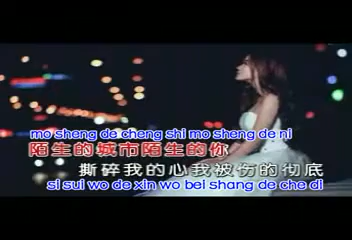 mo sheng de cheng shi mo sheng de ni
陌生的城市陌生的你
撕碎我的心我被伤的彻底
si sui wo de xin wo bei shang de che di